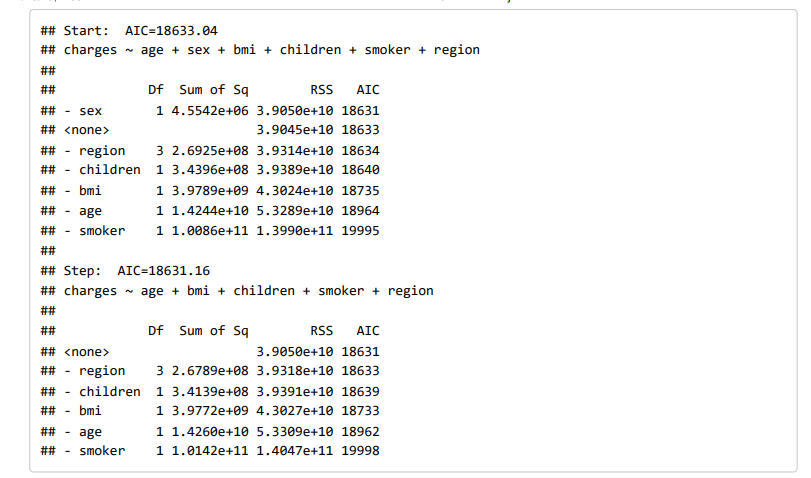 ## Start:  AIC=18633.04
## charges ~ age + sex + bmi + children + smoker + region
##
##            Df  Sum of Sq        RSS   AIC
## - sex       1 4.5542e+06 3.9050e+10 18631
## <none>                   3.9045e+10 18633
## - region    3 2.6925e+08 3.9314e+10 18634
## - children  1 3.4396e+08 3.9389e+10 18640
## - bmi       1 3.9789e+09 4.3024e+10 18735
## - age       1 1.4244e+10 5.3289e+10 18964
## - smoker    1 1.0086e+11 1.3990e+11 19995
##
## Step:  AIC=18631.16
## charges ~ age + bmi + children + smoker + region
##
##            Df  Sum of Sq        RSS   AIC
## <none>                   3.9050e+10 18631
## - region    3 2.6789e+08 3.9318e+10 18633
## - children  1 3.4139e+08 3.9391e+10 18639
## - bmi       1 3.9772e+09 4.3027e+10 18733
## - age       1 1.4260e+10 5.3309e+10 18962
## - smoker    1 1.0142e+11 1.4047e+11 19998